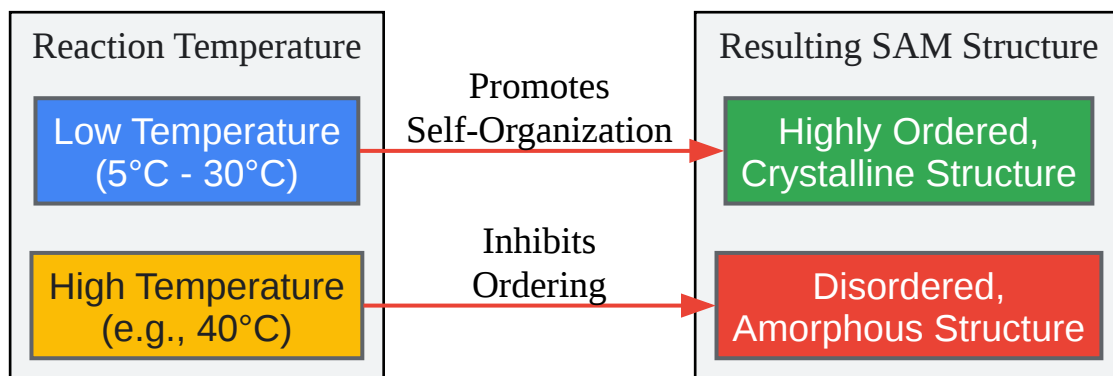 Reaction Temperature
Low Temperature
(5°C - 30°C)
High Temperature
(e.g., 40°C)
Promotes
Self-Organization
Inhibits
Ordering
Resulting SAM Structure
Highly Ordered,
Crystalline Structure
Disordered,
Amorphous Structure